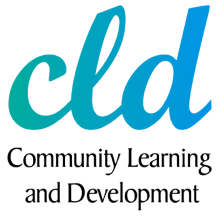 cld
Community Learning
and Development